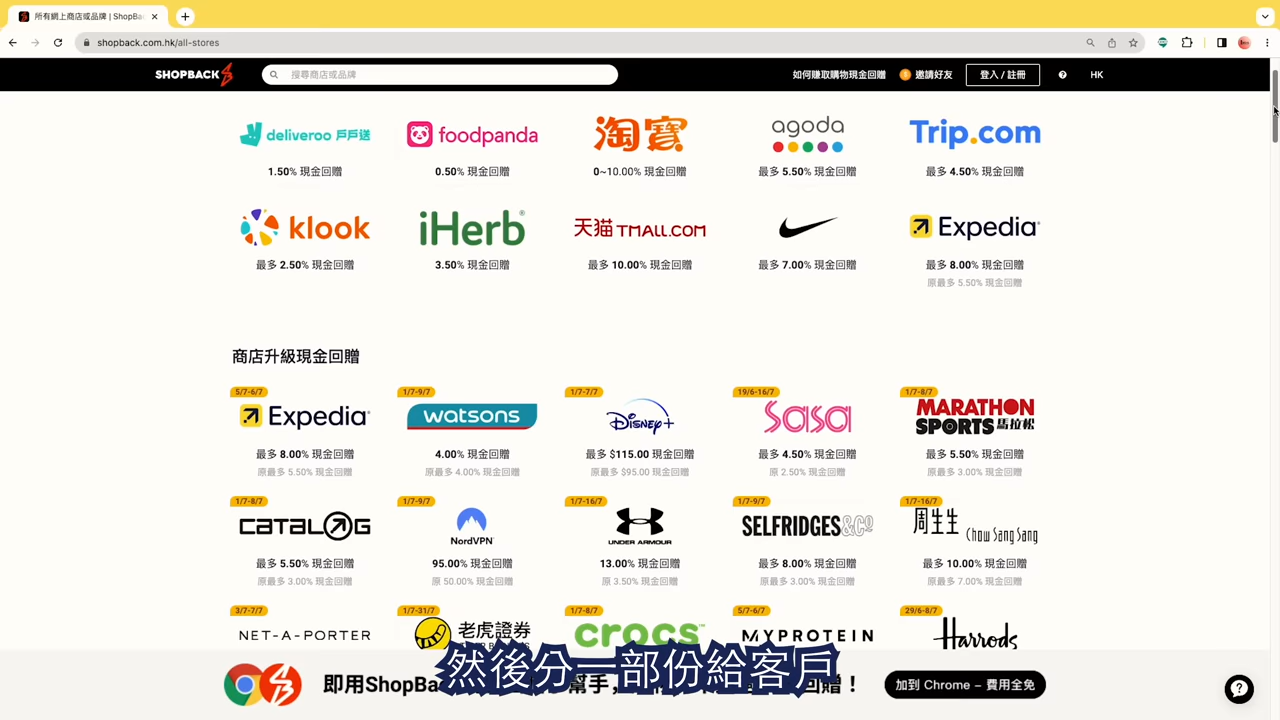 所有網上商店或品牌 | ShopBa
shopback.com.hk/all-stores
SHOPBACK
搜尋商店或品牌
如何賺取購物現金回贈
邀請好友
登入 / 註冊
HK
deliveroo 戶戶送
foodpanda
淘寶
agoda
Trip.com
1.50% 現金回贈
0.50% 現金回贈
0~10.00% 現金回贈
最多 5.50% 現金回贈
最多 4.50% 現金回贈
klook
iHerb
天猫 TMALL.COM
Expedia
最多 2.50% 現金回贈
3.50% 現金回贈
最多 10.00% 現金回贈
最多 7.00% 現金回贈
最多 8.00% 現金回贈
原最多 5.50% 現金回贈
商店升級現金回贈
5/7-6/7
1/7-9/7
1/7-7/7
19/6-16/7
1/7-8/7
Expedia
watsons
Disney+
sasa
MARATHON
SPORTS 馬拉松
最多 8.00% 現金回贈
4.00% 現金回贈
最多 $115.00 現金回贈
最多 4.50% 現金回贈
最多 5.50% 現金回贈
原最多 5.50% 現金回贈
原最多 4.00% 現金回贈
原最多 $95.00 現金回贈
原 2.50% 現金回贈
原最多 3.00% 現金回贈
1/7-8/7
1/7-9/7
1/7-16/7
1/7-9/7
1/7-16/7
CATALOG
NordVPN
UNDER ARMOUR
SELFRIDGES&CO
周生生 Chow Sang Sang
最多 5.50% 現金回贈
95.00% 現金回贈
13.00% 現金回贈
最多 8.00% 現金回贈
最多 10.00% 現金回贈
原最多 3.00% 現金回贈
原 50.00% 現金回贈
原 3.50% 現金回贈
原最多 3.00% 現金回贈
原最多 7.00% 現金回贈
3/7-7/7
1/7-31/7
1/7-8/7
5/7-6/7
29/6-8/7
NET-A-PORTER
老虎證券
crocs
MYPROTEIN
Harrods
然後分一部份給客戶
即用ShopBa
幫手,
回贈!
加到 Chrome – 費用全免